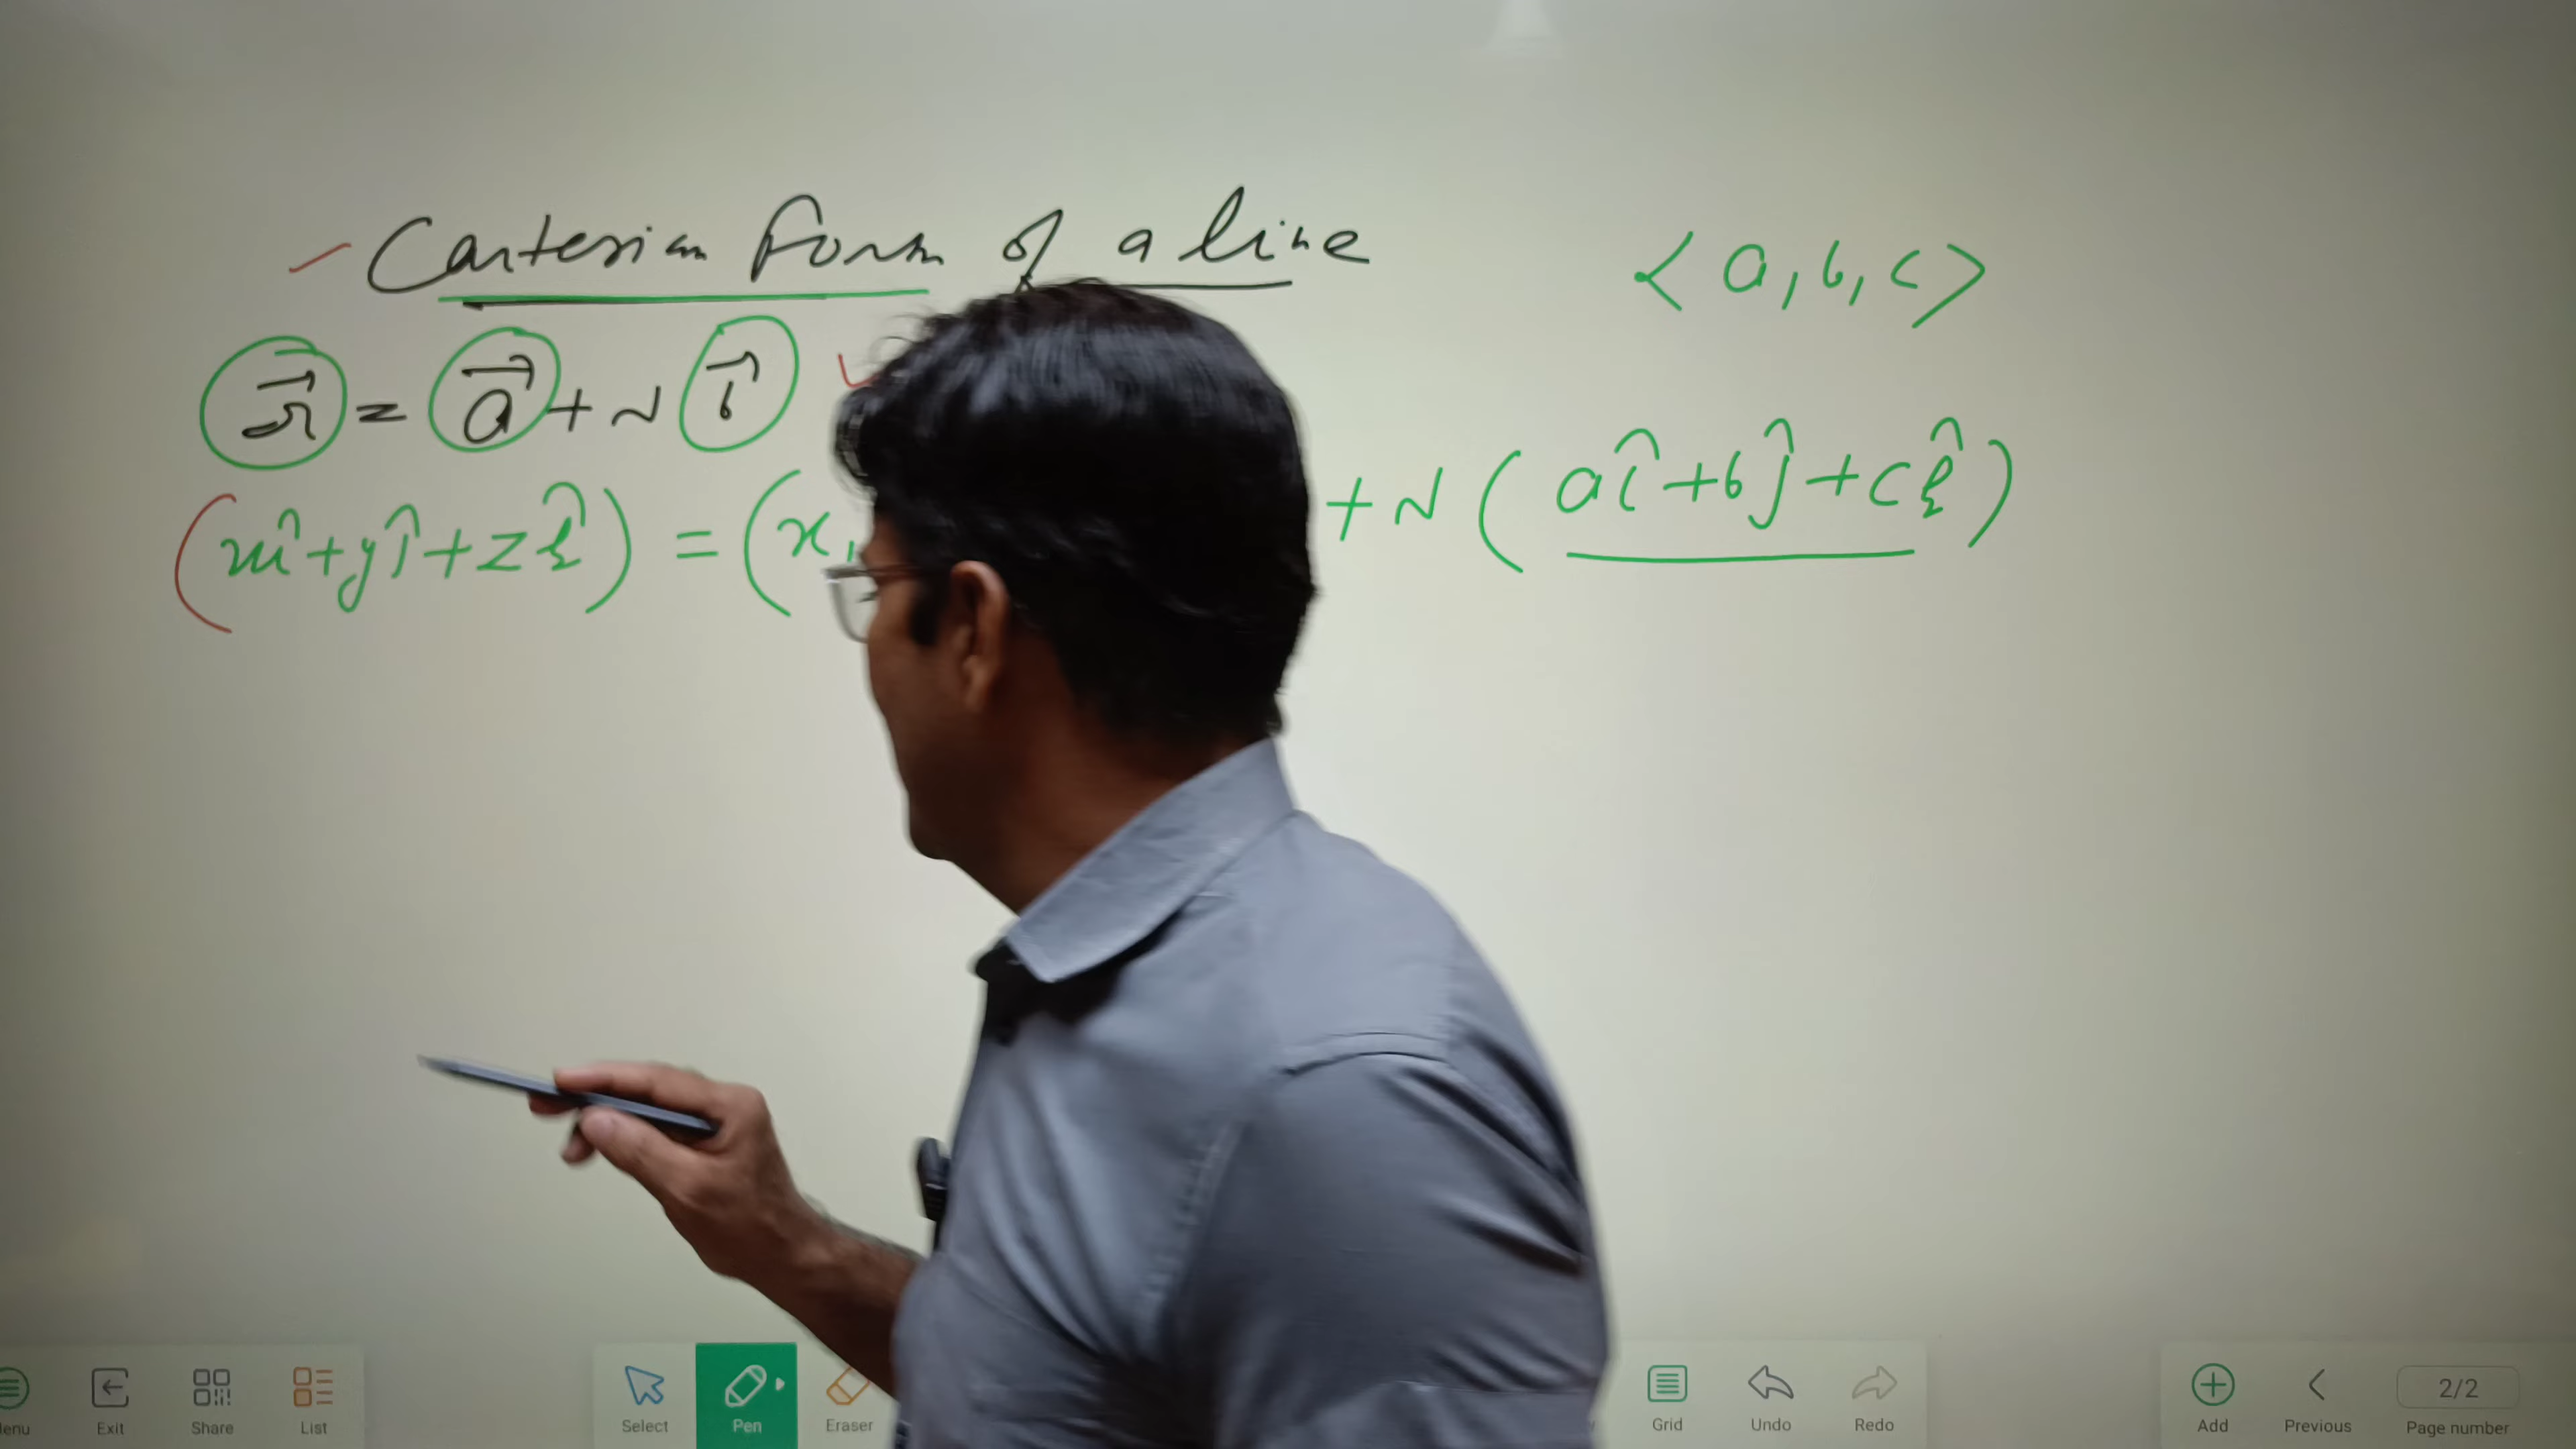 Cartesian Form of a line
<a, b, c>
r⃗ = a⃗ + λ b⃗
(xî+yĵ+zk̂) = (x₁ + λ (aî+bĵ+ck̂)
Exit Share List Select Pen Eraser Grid Undo Redo Add Previous 2/2 Page number